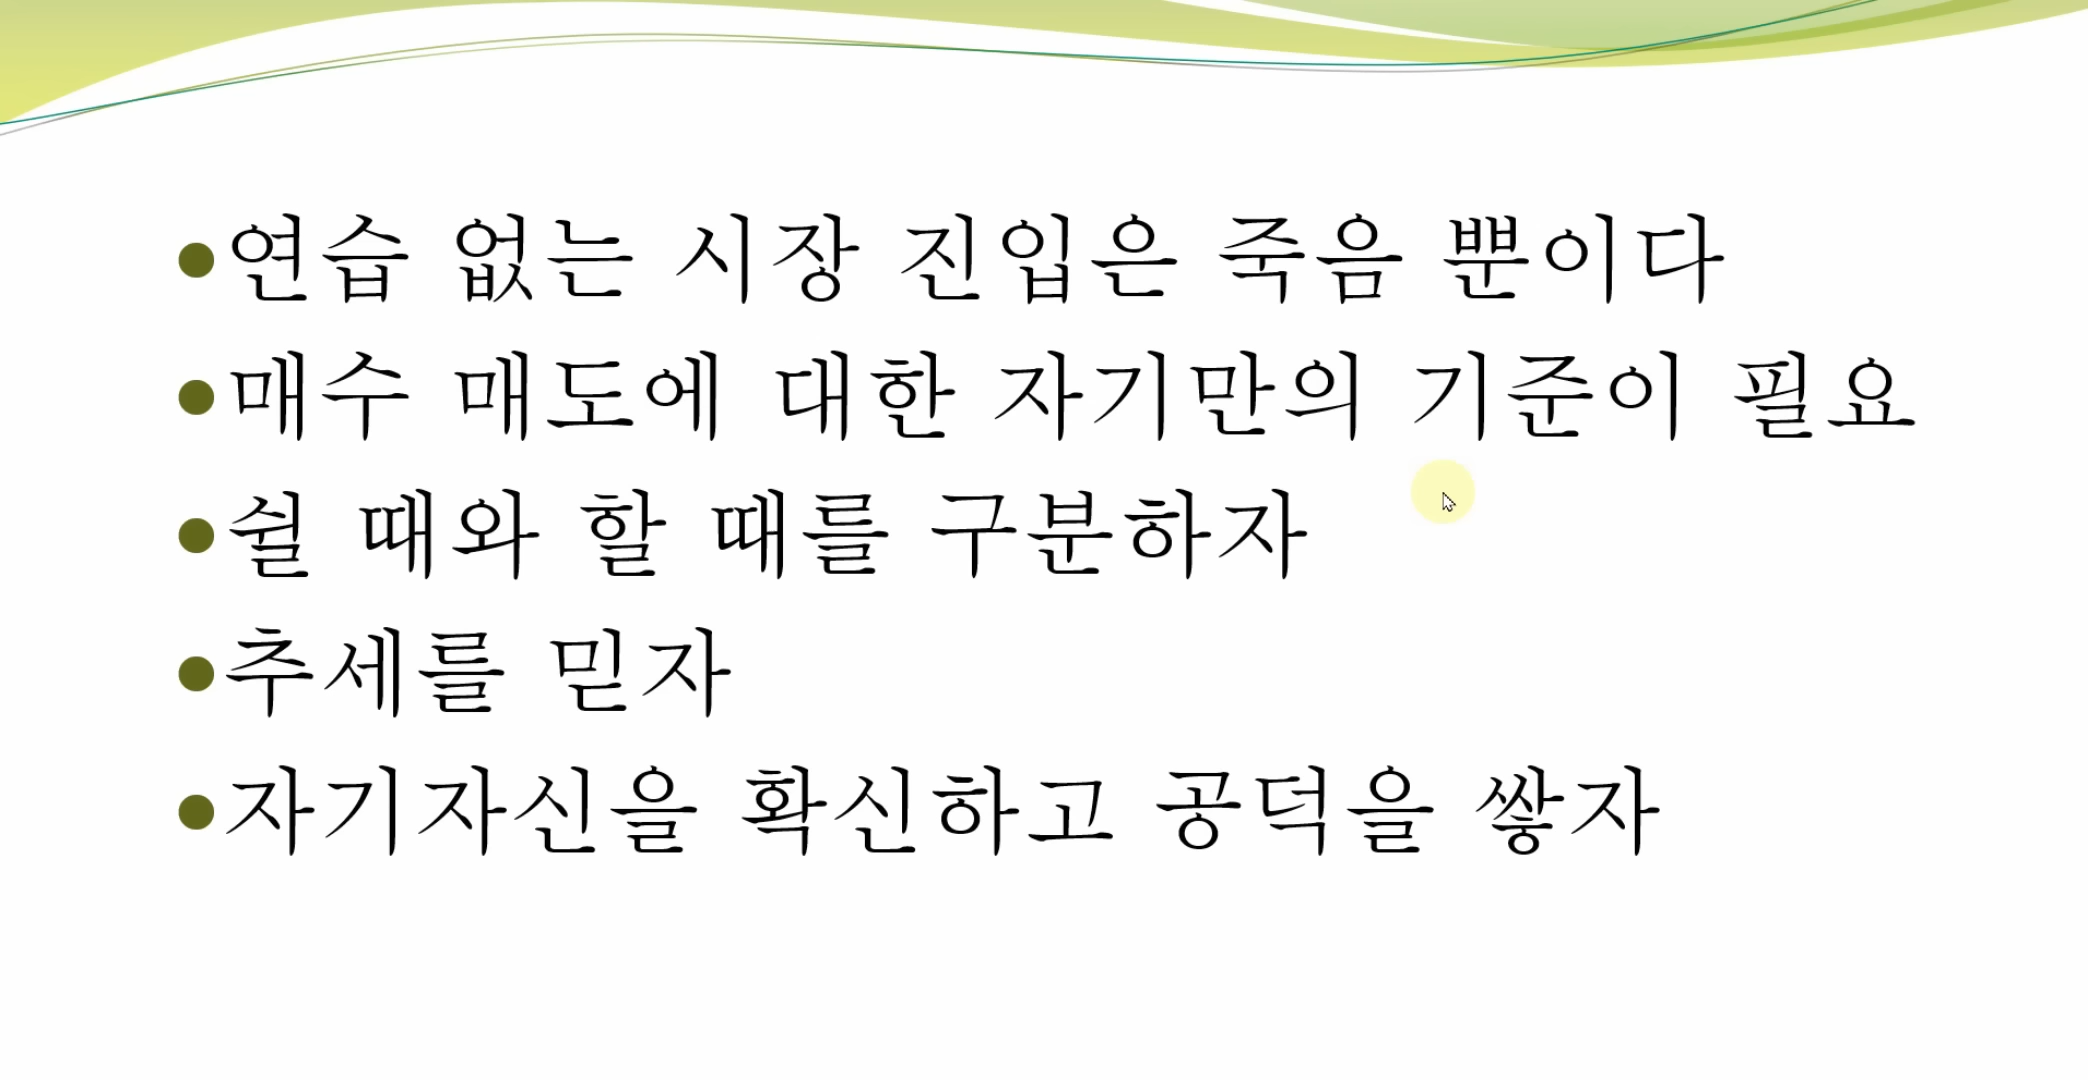 •연습 없는 시장 진입은 죽음 뿐이다
•매수 매도에 대한 자기만의 기준이 필요
•쉴 때와 할 때를 구분하자
•추세를 믿자
•자기자신을 확신하고 공덕을 쌓자